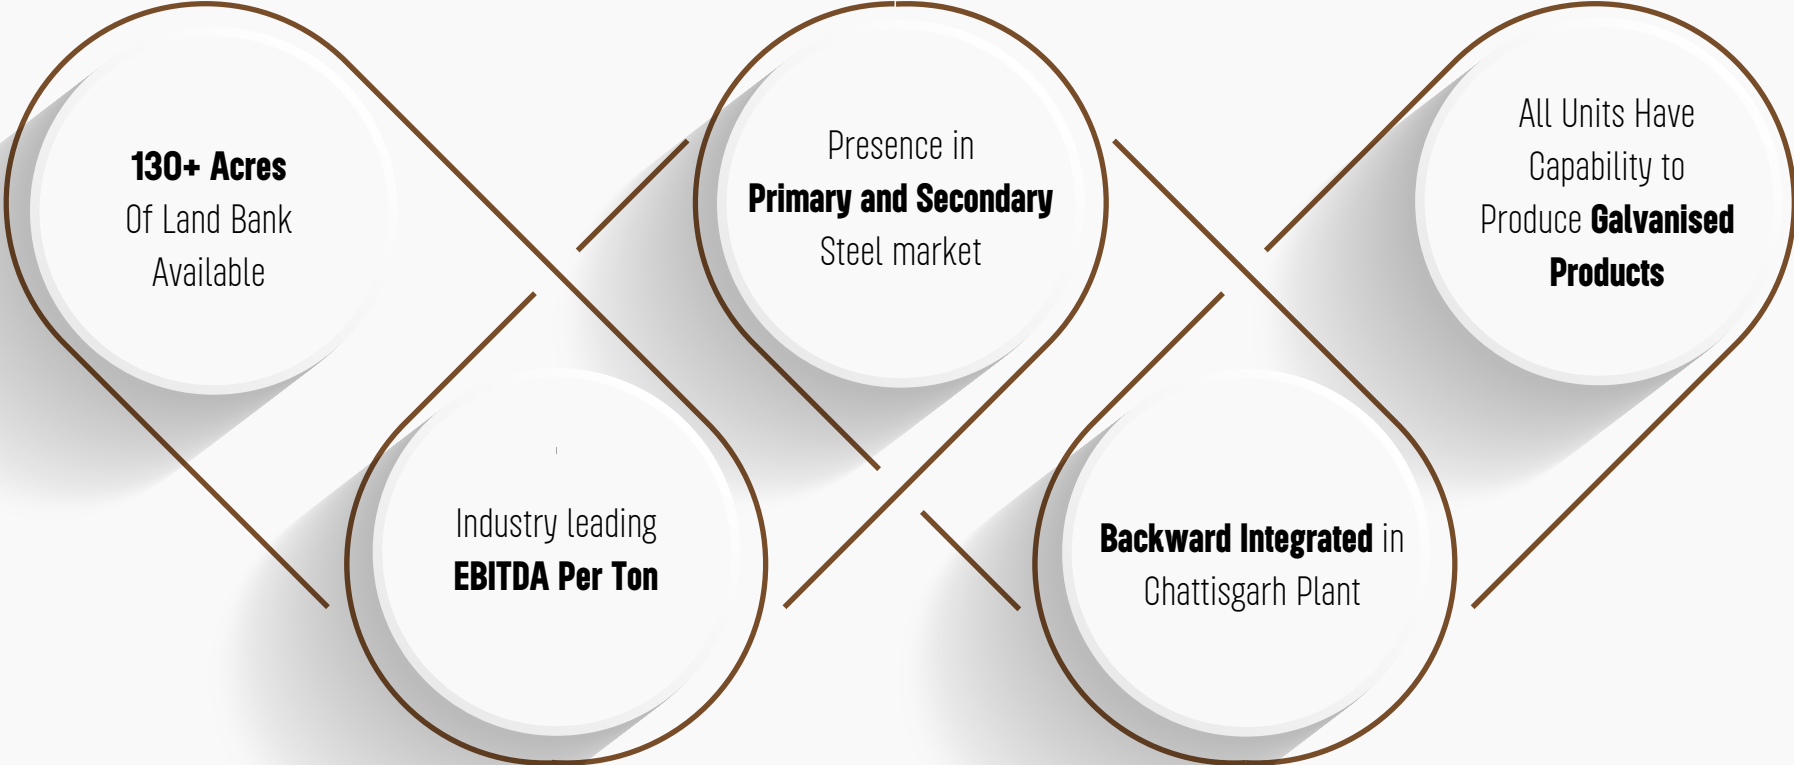 130+ Acres
Of Land Bank
Available
Industry leading
EBITDA Per Ton
Presence in
Primary and Secondary
Steel market
Backward Integrated in
Chattisgarh Plant
All Units Have
Capability to
Produce Galvanised
Products